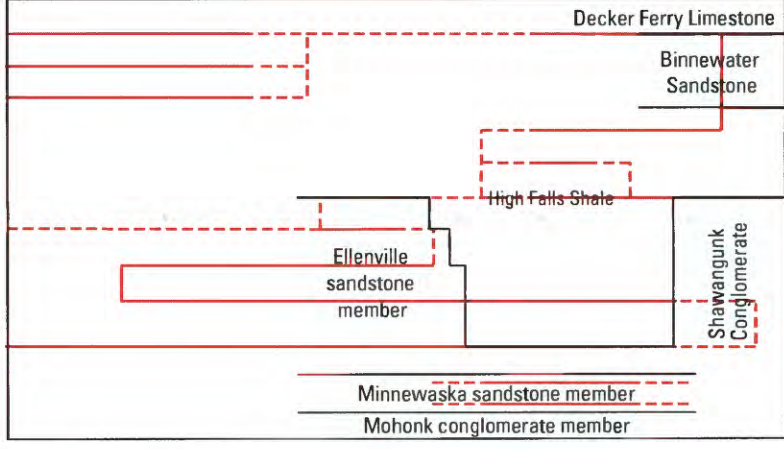 Decker Ferry Limestone
Binnewater
Sandstone
High Falls Shale
Ellenville
sandstone
member
Shawangunk
Conglomerate
Minnewaska sandstone member
Mohonk conglomerate member